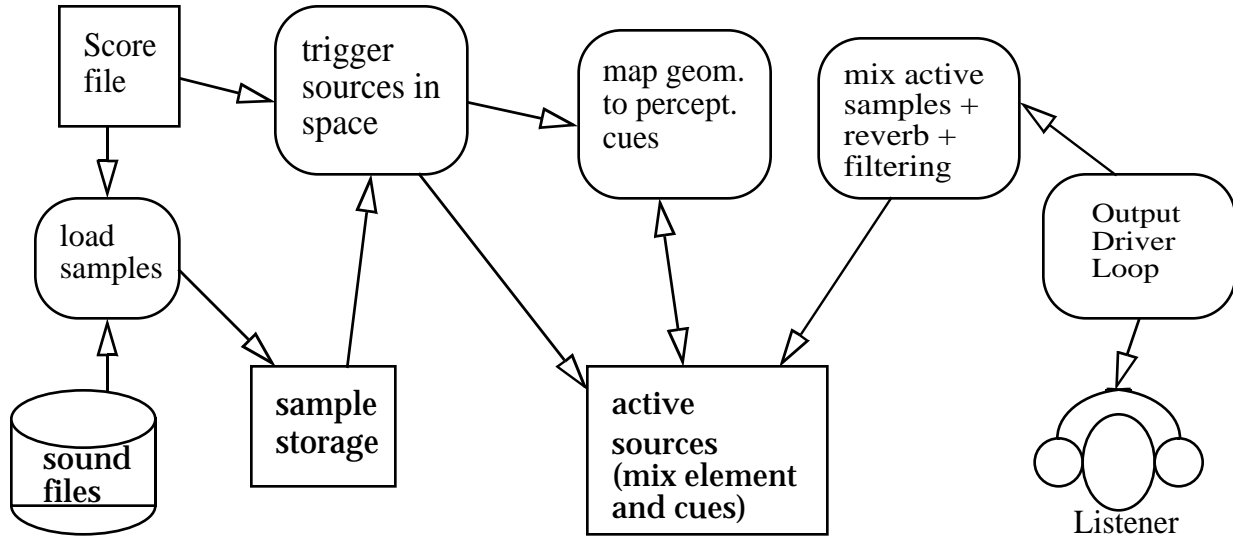 Score
file
trigger
sources in
space
map geom.
to percept.
cues
mix active
samples +
reverb +
filtering
Output
Driver
Loop
load
samples
sound
files
sample
storage
active
sources
(mix element
and cues)
Listener